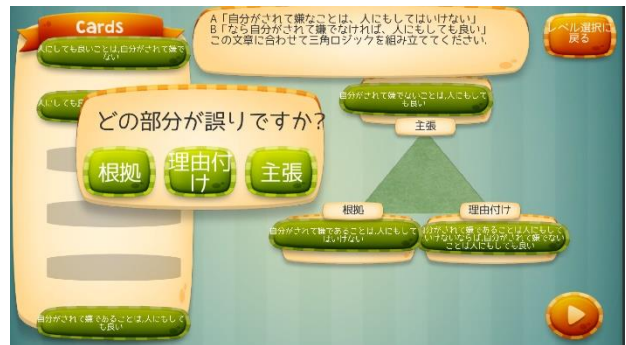 Cards
人にしても良いことは,自分がされて嫌で
ない
人にしても良
自分がされて嫌であることは,人にもしても
も良い
A「自分がされて嫌なことは、人にもしてはいけない」
B「なら自分がされて嫌でなければ、人にもしても良い」
この文章に合わせて三角ロジックを組み立ててください.
レベル選択に
戻る
どの部分が誤りですか?
根拠
理由付
け
主張
自分がされて嫌でないことは,人にもして
も良い
主張
根拠
自分がされて嫌であることは,人にもして
はいけない
理由付け
自分がされて嫌であることは人にもして
いけないならば,自分がされて嫌でない
ことは人にもしても良い